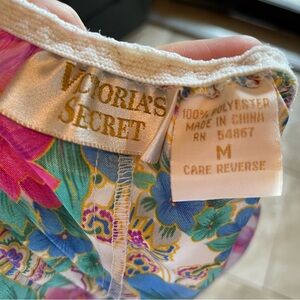 VICTORIA'S
SECRET
100% POLYESTER
MADE IN CHINA
RN 54867
M
CARE REVERSE